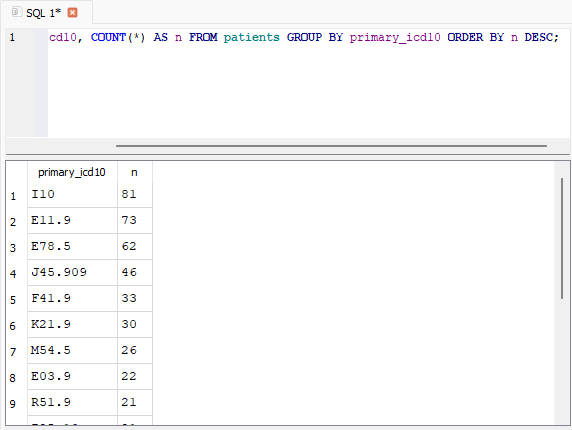 SQL 1*
1 cd10, COUNT(*) AS n FROM patients GROUP BY primary_icd10 ORDER BY n DESC;
primary_icd10 n
1 I10 81
2 E11.9 73
3 E78.5 62
4 J45.909 46
5 F41.9 33
6 K21.9 30
7 M54.5 26
8 E03.9 22
9 R51.9 21